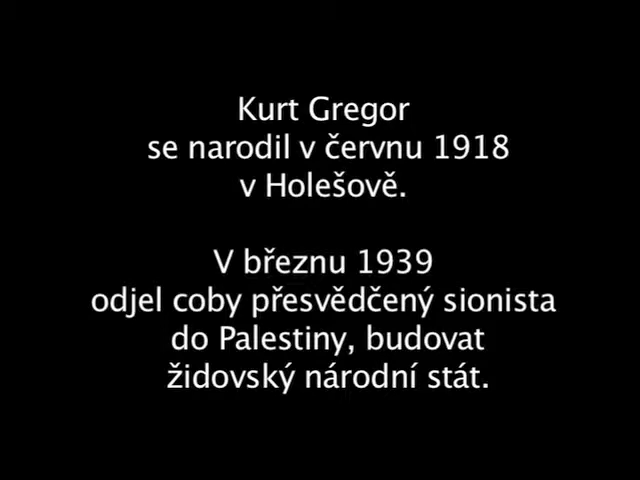 Kurt Gregor
se narodil v červnu 1918
v Holešově.
V březnu 1939
odjel coby přesvědčený sionista
do Palestiny, budovat
židovský národní stát.